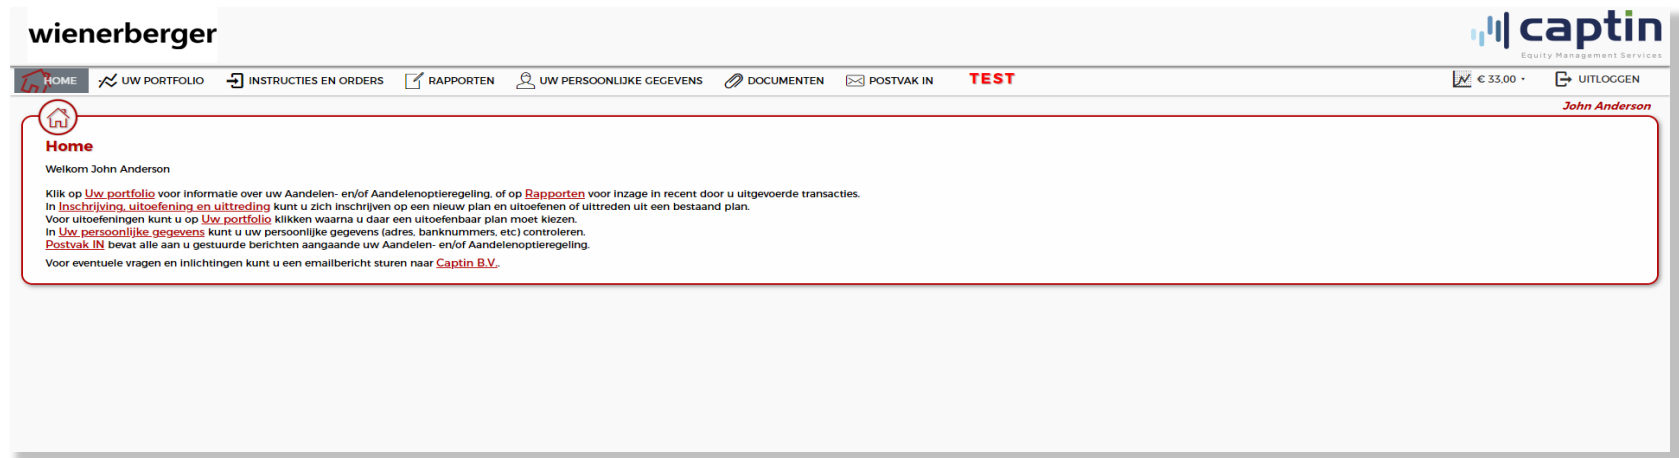 wienerberger
captin
Equity Management Services
HOME UW PORTFOLIO INSTRUCTIES EN ORDERS RAPPORTEN UW PERSOONLIJKE GEGEVENS DOCUMENTEN POSTVAK IN TEST € 33,00 UITLOGGEN
John Anderson
Home
Welkom John Anderson
Klik op Uw portfolio voor informatie over uw Aandelen- en/of Aandelenoptieregeling, of op Rapporten voor inzage in recent door u uitgevoerde transacties.
In Inschrijving, uitoefening en uittreding kunt u zich inschrijven op een nieuw plan en uitoefenen of uittreden uit een bestaand plan.
Voor uitoefeningen kunt u op Uw portfolio klikken waarna u daar een uitoefenbaar plan moet kiezen.
In Uw persoonlijke gegevens kunt u uw persoonlijke gegevens (adres, banknummers, etc) controleren.
Postvak IN bevat alle aan u gestuurde berichten aangaande uw Aandelen- en/of Aandelenoptieregeling.
Voor eventuele vragen en inlichtingen kunt u een emailbericht sturen naar Captin B.V..